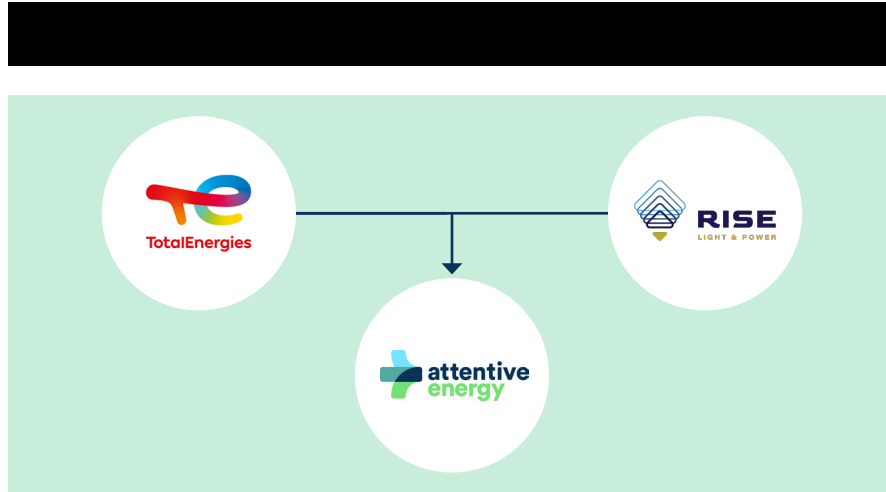 TotalEnergies
RISE
LIGHT & POWER
attentive
energy